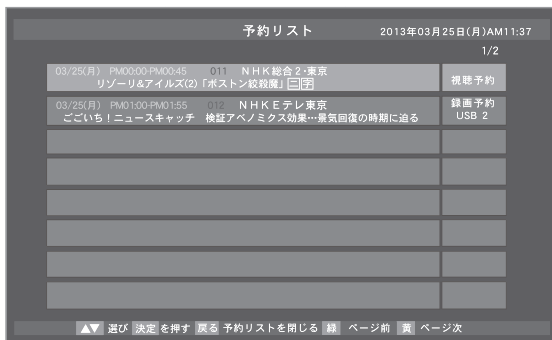 予約リスト 2013年03月25日(月)AM11:37
1/2
03/25(月) PM00:00-PM00:45 011 NHK総合2・東京
リゾーリ&アイルズ(2)「ボストン絞殺魔」二字
視聴予約
03/25(月) PM01:00-PM01:55 012 NHKEテレ東京
ごごいち!ニュースキャッチ 検証アベノミクス効果…景気回復の時期に迫る
録画予約
USB 2
▲▼ 選び 決定 を押す 戻る 予約リストを閉じる 緑 ページ前 黄 ページ次